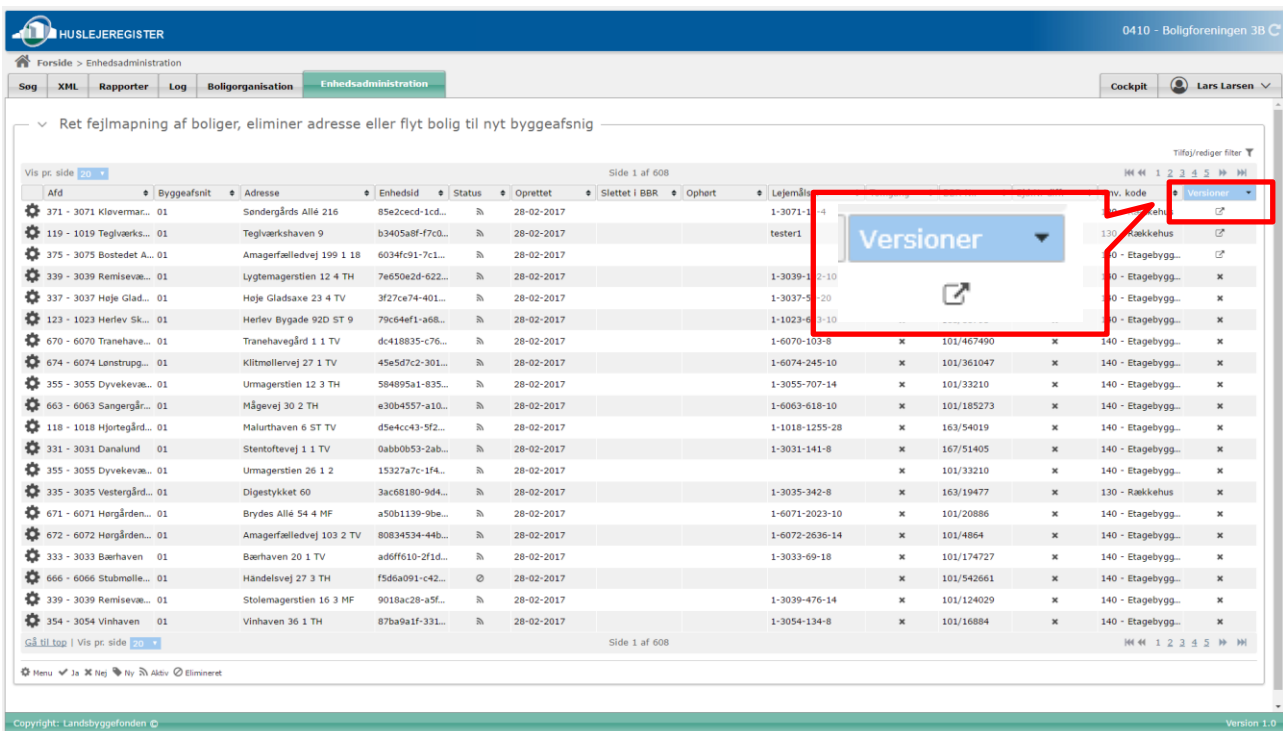 HUSLEJEREGISTER 0410 - Boligforeningen 3B
Forside > Enhedsadministration
Søg XML Rapporter Log Boligorganisation Enhedsadministration Cockpit Lars Larsen
Ret fejlmapning af boliger, eliminer adresse eller flyt bolig til nyt byggeafsnig
Tilføj/rediger filter
Vis pr. side 20 Side 1 af 608 1 2 3 4 5
Afd Byggeafsnit Adresse Enhedsid Status Oprettet Slettet i BBR Ophørt Lejemåls kode Versioner
371 - 3071 Kløvermar... 01 Søndergårds Allé 216 85e2cecd-1cd... 28-02-2017 1-3071-1 -4
119 - 1019 Teglværks... 01 Teglværkshaven 9 b3405a8f-f7c0... 28-02-2017 tester1 130 - Rækkehus
375 - 3075 Bostedet A... 01 Amagerfælledvej 199 1 18 6034fc91-7c1... 28-02-2017 140 - Etagebygg...
339 - 3039 Remisevæ... 01 Lygtemagerstien 12 4 TH 7e650e2d-622... 28-02-2017 140 - Etagebygg...
337 - 3037 Høje Glad... 01 Høje Gladsaxe 23 4 TV 3f27ce74-401... 28-02-2017 140 - Etagebygg...
123 - 1023 Herlev Sk... 01 Herlev Bygade 92D ST 9 79c64ef1-a68... 28-02-2017 140 - Etagebygg...
670 - 6070 Tranehave... 01 Tranehavegård 1 1 TV dc418835-c76... 28-02-2017 1-6070-103-8 101/467490 140 - Etagebygg...
674 - 6074 Lønstrupg... 01 Klitmøllervej 27 1 TV 45e5d7c2-301... 28-02-2017 1-6074-245-10 101/361047 140 - Etagebygg...
355 - 3055 Dyvekevæ... 01 Urmagerstien 12 3 TH 584895a1-835... 28-02-2017 1-3055-707-14 101/33210 140 - Etagebygg...
663 - 6063 Sangergår... 01 Mågevej 30 2 TH e30b4557-a10... 28-02-2017 1-6063-618-10 101/185273 140 - Etagebygg...
118 - 1018 Hjortegård... 01 Malurthaven 6 ST TV d5e4cc43-5f2... 28-02-2017 1-1018-1255-28 163/54019 140 - Etagebygg...
331 - 3031 Danalund 01 Stentoftevej 1 1 TV 0abb0b53-2ab... 28-02-2017 1-3031-141-8 167/51405 140 - Etagebygg...
355 - 3055 Dyvekevæ... 01 Urmagerstien 26 1 2 15327a7c-1f4... 28-02-2017 101/33210 140 - Etagebygg...
335 - 3035 Vestergård... 01 Digestykket 60 3ac68180-9d4... 28-02-2017 1-3035-342-8 163/19477 130 - Rækkehus
671 - 6071 Hørgården... 01 Brydes Allé 54 4 MF a50b1139-9be... 28-02-2017 1-6071-2023-10 101/20886 140 - Etagebygg...
672 - 6072 Hørgården... 01 Amagerfælledvej 103 2 TV 80834534-44b... 28-02-2017 1-6072-2636-14 101/4864 140 - Etagebygg...
333 - 3033 Bærhaven 01 Bærhaven 20 1 TV ad6ff610-2f1d... 28-02-2017 1-3033-69-18 101/174727 140 - Etagebygg...
666 - 6066 Stubmølle... 01 Händelsvej 27 3 TH f5d6a091-c42... 28-02-2017 101/542661 140 - Etagebygg...
339 - 3039 Remisevæ... 01 Stolemagerstien 16 3 MF 9018ac28-a5f... 28-02-2017 1-3039-476-14 101/124029 140 - Etagebygg...
354 - 3054 Vinhaven 01 Vinhaven 36 1 TH 87ba9a1f-331... 28-02-2017 1-3054-134-8 101/16884 140 - Etagebygg...
Versioner
Gå til top | Vis pr. side 20 Side 1 af 608 1 2 3 4 5
Menu Ja Nej Ny Aktiv Elimineret
Copyright: Landsbyggefonden © Version 1.0